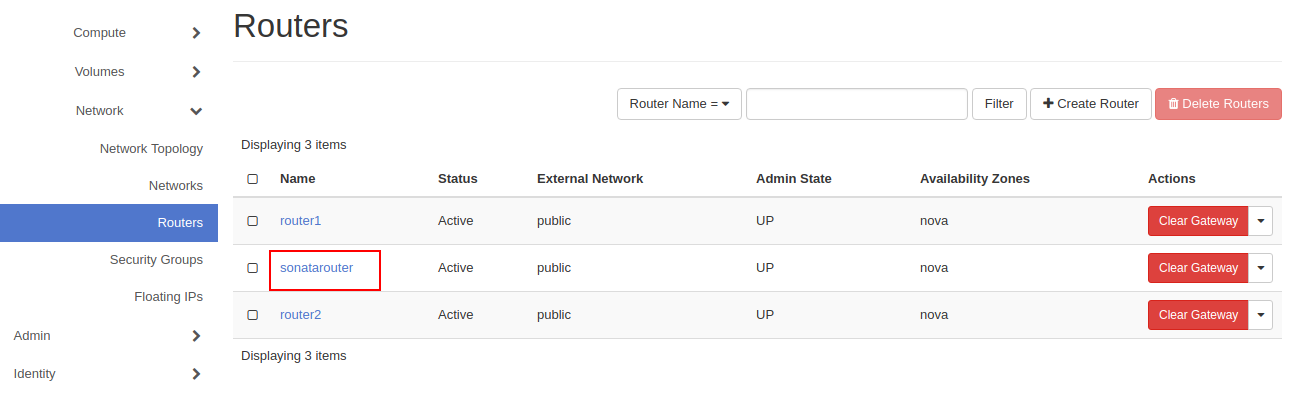 Routers
Compute
Volumes
Network
Network Topology
Networks
Routers
Security Groups
Floating IPs
Admin
Identity
Router Name = Filter Create Router Delete Routers
Displaying 3 items
Name Status External Network Admin State Availability Zones Actions
router1 Active public UP nova Clear Gateway
sonatarouter Active public UP nova Clear Gateway
router2 Active public UP nova Clear Gateway
Displaying 3 items